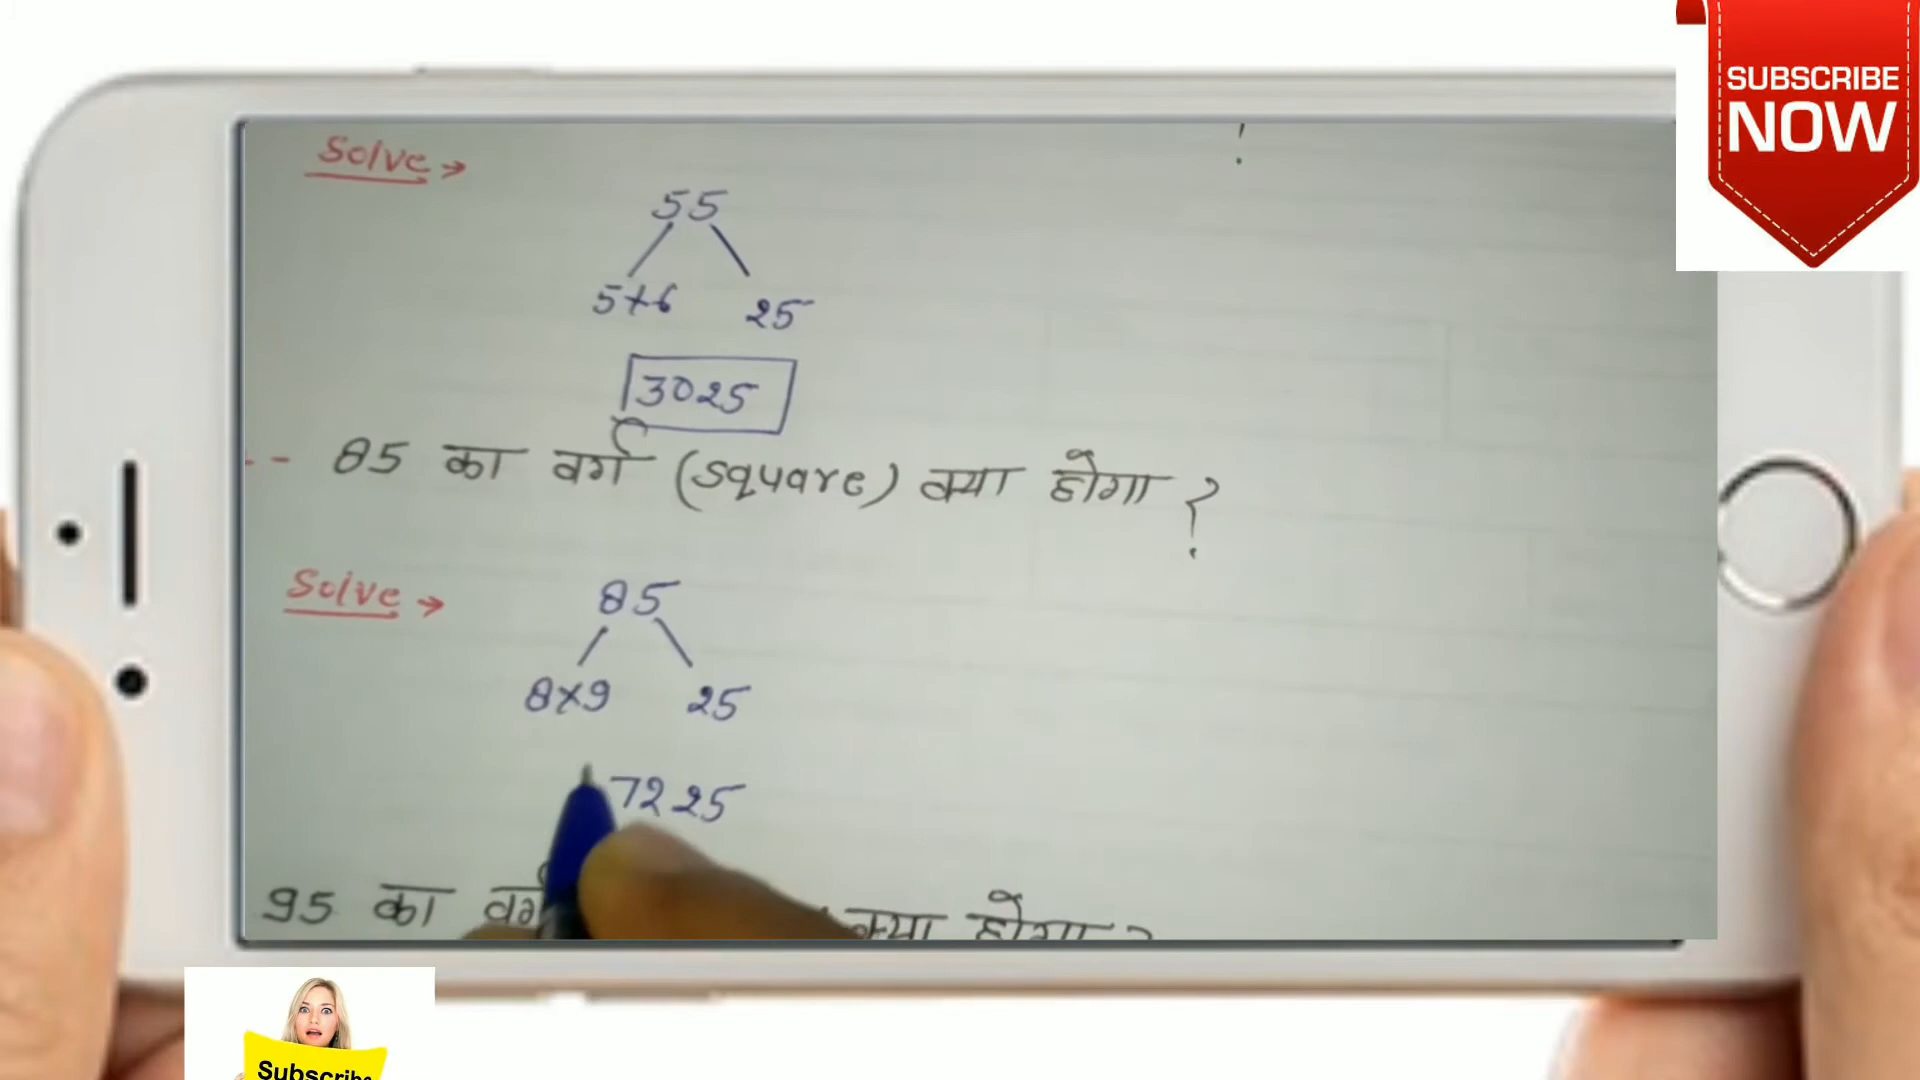 SUBSCRIBE
NOW
Solve →
55
5×6 25
3025
85 का वर्ग (square) क्या होगा ?
Solve →
85
8×9 25
7225
95 का वर्ग क्या होगा ?
Subscribe